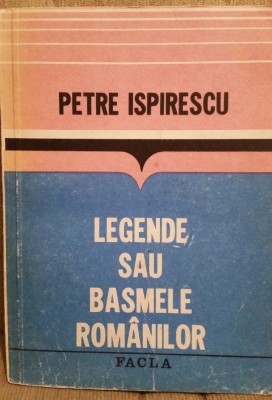 PETRE ISPIRESCU
LEGENDE
SAU
BASMELE
ROMÂNILOR
FACLA